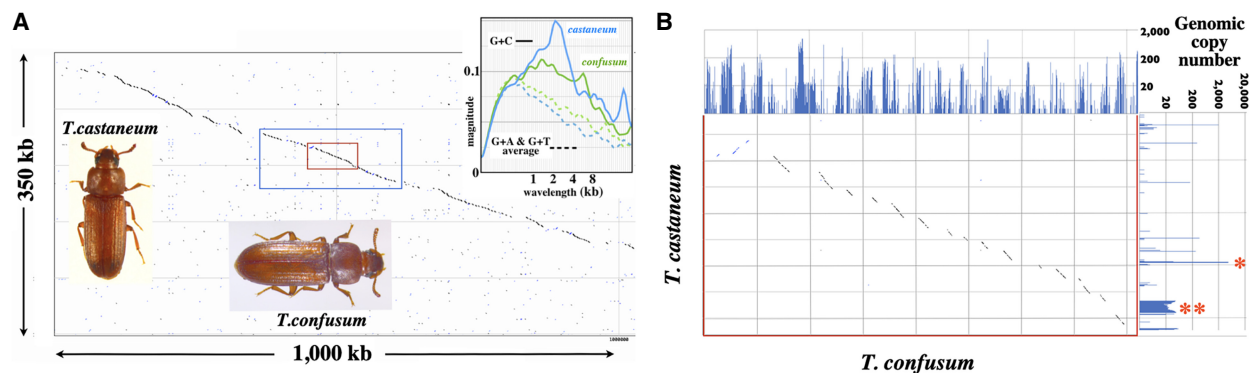 A
T.castaneum
350 kb
T.confusum
1,000 kb
1000000
G+C
castaneum
confusum
0.1
magnitude
G+A & G+T
average
0
1 2 4 8
wavelength (kb)
B
Genomic
copy
number
2,000
200
20
20
200
2,000
20,000
T. castaneum
*
**
T. confusum